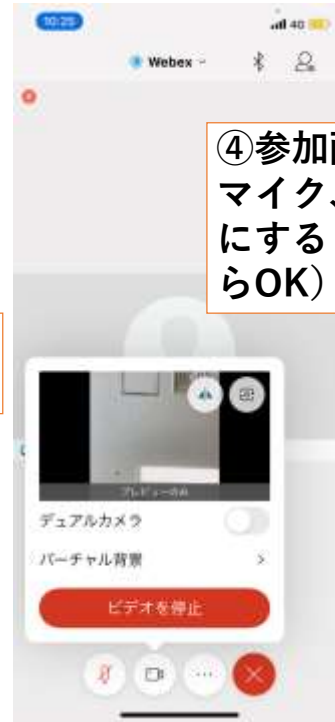 10:25
4G
Webex
④参加画
マイク、
にする
らOK）
プレビューのみ
デュアルカメラ
バーチャル背景
ビデオを停止